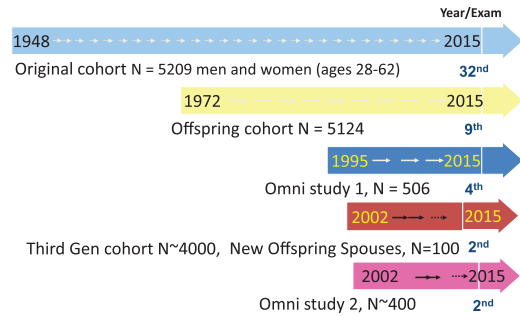 Year/Exam
1948 2015
Original cohort N = 5209 men and women (ages 28-62) 32nd
1972 2015
Offspring cohort N = 5124 9th
1995 2015
Omni study 1, N = 506 4th
2002 2015
Third Gen cohort N~4000, New Offspring Spouses, N=100 2nd
2002 2015
Omni study 2, N~400 2nd